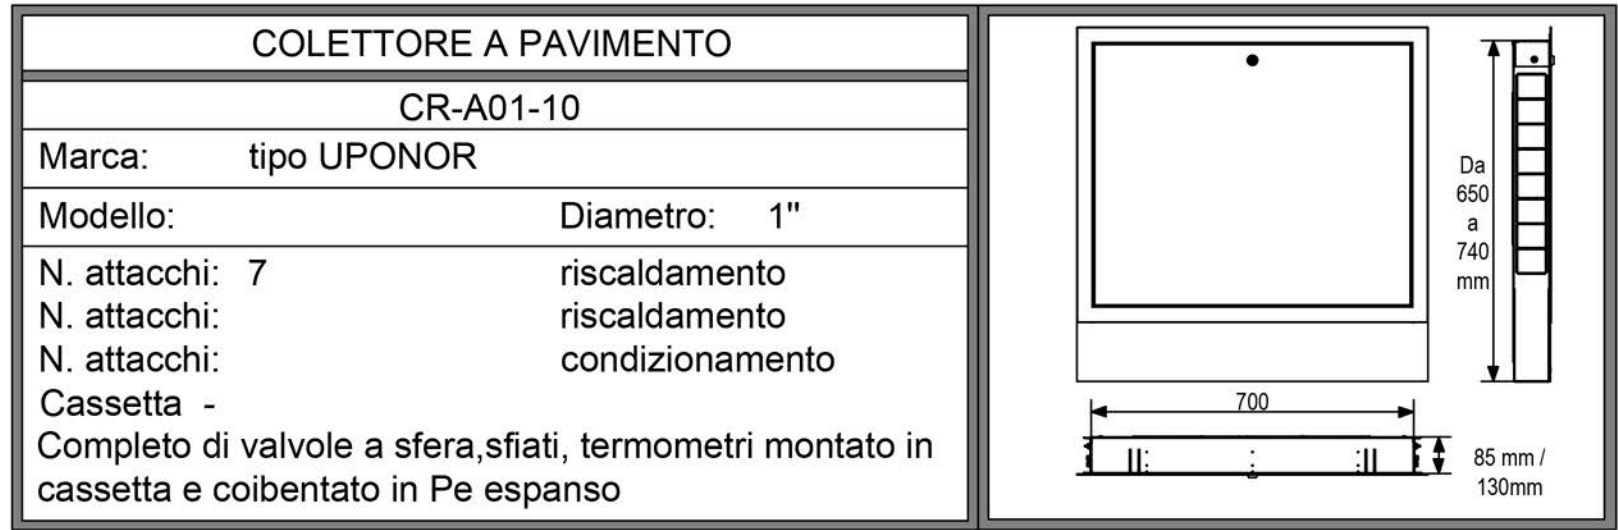 COLETTORE A PAVIMENTO
CR-A01-10
Marca: tipo UPONOR
Modello: Diametro: 1"
N. attacchi: 7 riscaldamento
N. attacchi: riscaldamento
N. attacchi: condizionamento
Cassetta -
Completo di valvole a sfera,sfiati, termometri montato in
cassetta e coibentato in Pe espanso
Da
650
a
740
mm
700
85 mm /
130mm